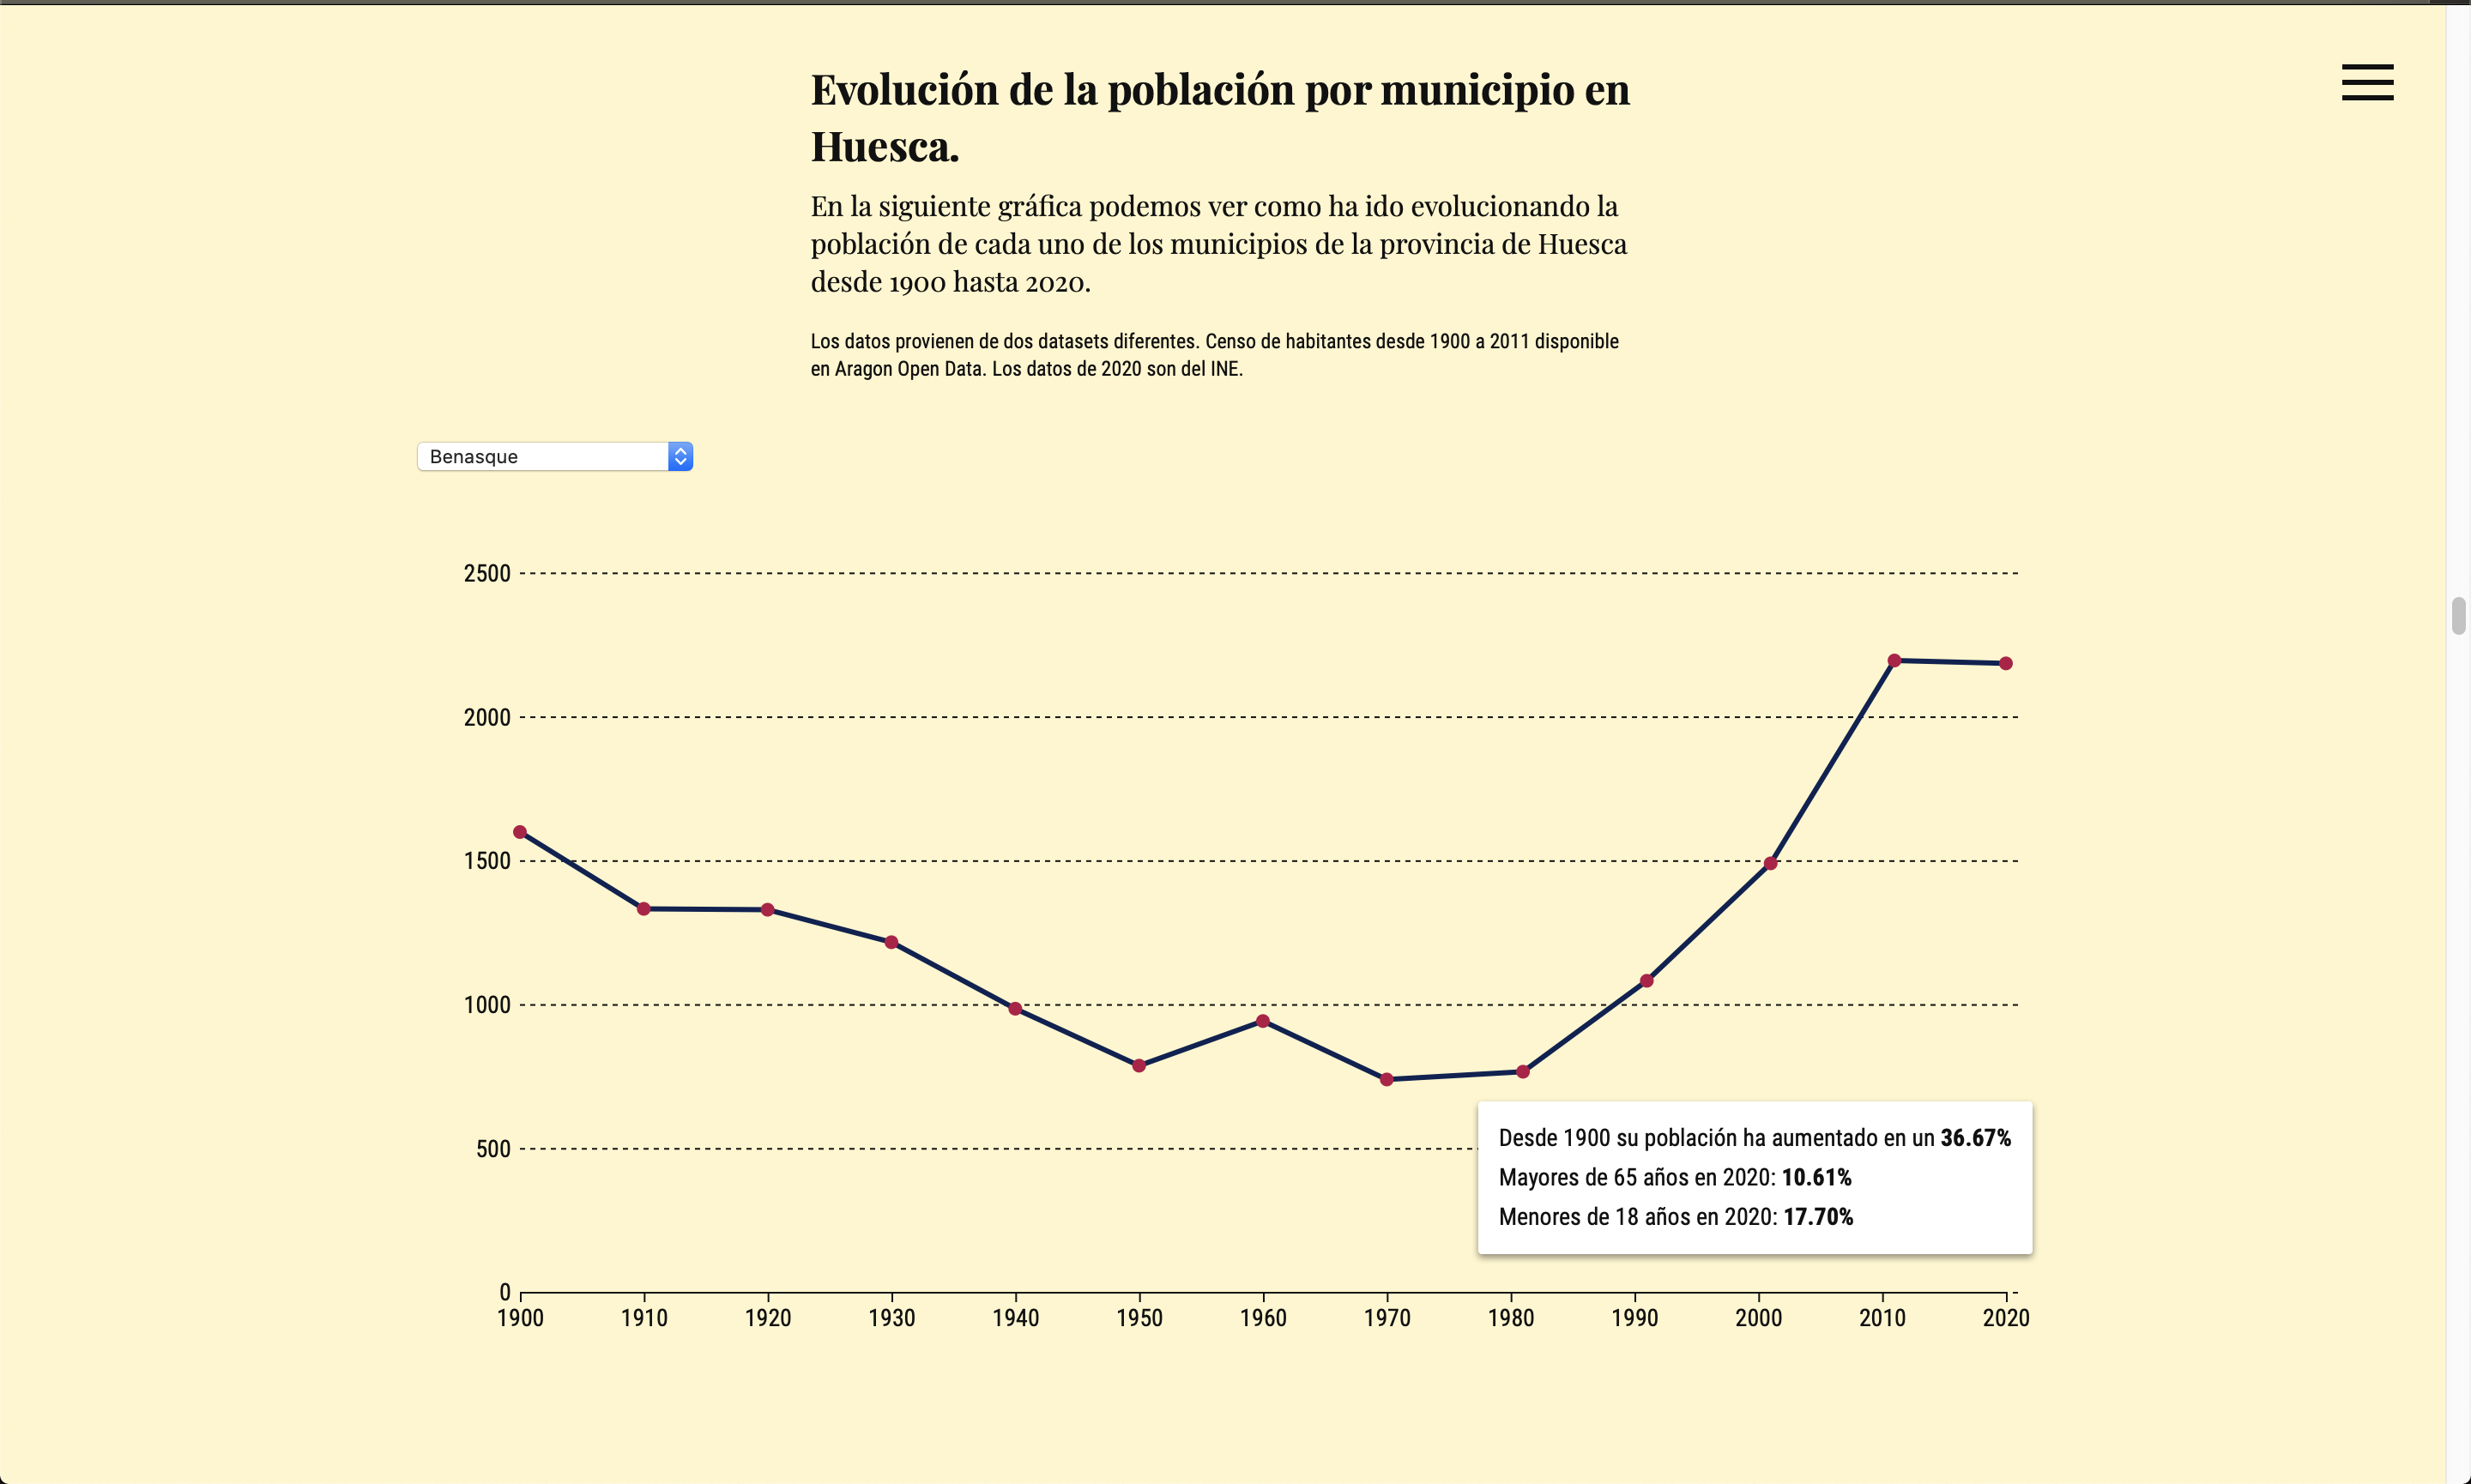 Evolución de la población por municipio en
Huesca.
En la siguiente gráfica podemos ver como ha ido evolucionando la
población de cada uno de los municipios de la provincia de Huesca
desde 1900 hasta 2020.
Los datos provienen de dos datasets diferentes. Censo de habitantes desde 1900 a 2011 disponible
en Aragon Open Data. Los datos de 2020 son del INE.
Benasque
2500
2000
1500
1000
500
0
Desde 1900 su población ha aumentado en un 36.67%
Mayores de 65 años en 2020: 10.61%
Menores de 18 años en 2020: 17.70%
1900 1910 1920 1930 1940 1950 1960 1970 1980 1990 2000 2010 2020